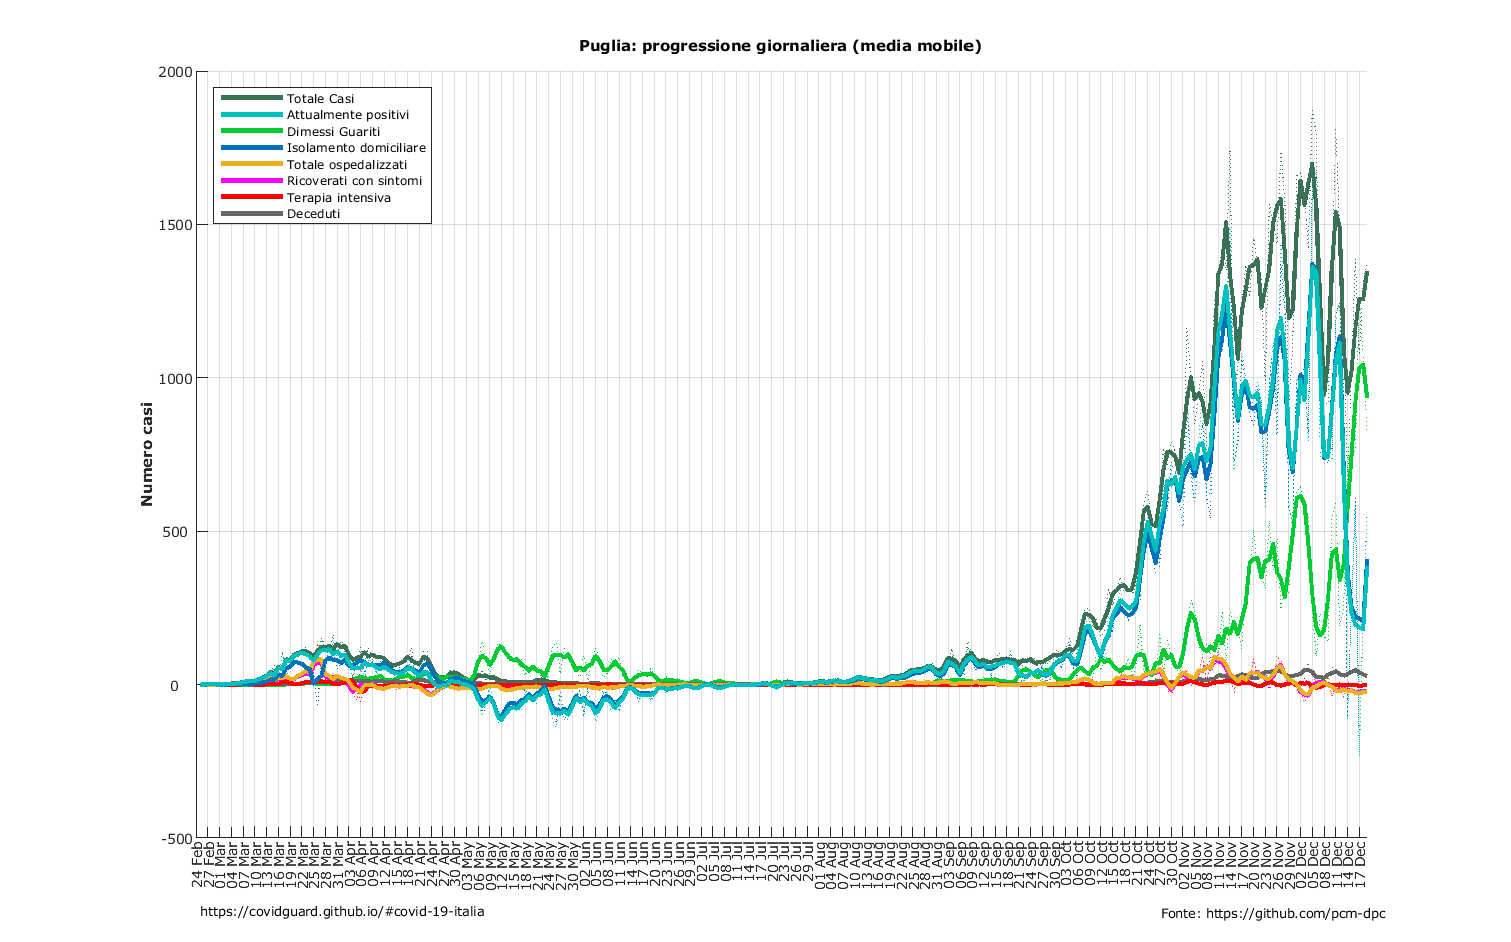 Puglia: progressione giornaliera (media mobile)
Numero casi
2000
1500
1000
500
0
-500
Totale Casi
Attualmente positivi
Dimessi Guariti
Isolamento domiciliare
Totale ospedalizzati
Ricoverati con sintomi
Terapia intensiva
Deceduti
24 Feb
27 Feb
01 Mar
04 Mar
07 Mar
10 Mar
13 Mar
16 Mar
19 Mar
22 Mar
25 Mar
28 Mar
31 Mar
03 Apr
06 Apr
09 Apr
12 Apr
15 Apr
18 Apr
21 Apr
24 Apr
27 Apr
30 Apr
03 May
06 May
09 May
12 May
15 May
18 May
21 May
24 May
27 May
30 May
02 Jun
05 Jun
08 Jun
11 Jun
14 Jun
17 Jun
20 Jun
23 Jun
26 Jun
29 Jun
02 Jul
05 Jul
08 Jul
11 Jul
14 Jul
17 Jul
20 Jul
23 Jul
26 Jul
29 Jul
01 Aug
04 Aug
07 Aug
10 Aug
13 Aug
16 Aug
19 Aug
22 Aug
25 Aug
28 Aug
31 Aug
03 Sep
06 Sep
09 Sep
12 Sep
15 Sep
18 Sep
21 Sep
24 Sep
27 Sep
30 Sep
03 Oct
06 Oct
09 Oct
12 Oct
15 Oct
18 Oct
21 Oct
24 Oct
27 Oct
30 Oct
02 Nov
05 Nov
08 Nov
11 Nov
14 Nov
17 Nov
20 Nov
23 Nov
26 Nov
29 Nov
02 Dec
05 Dec
08 Dec
11 Dec
14 Dec
17 Dec
https://covidguard.github.io/#covid-19-italia
Fonte: https://github.com/pcm-dpc